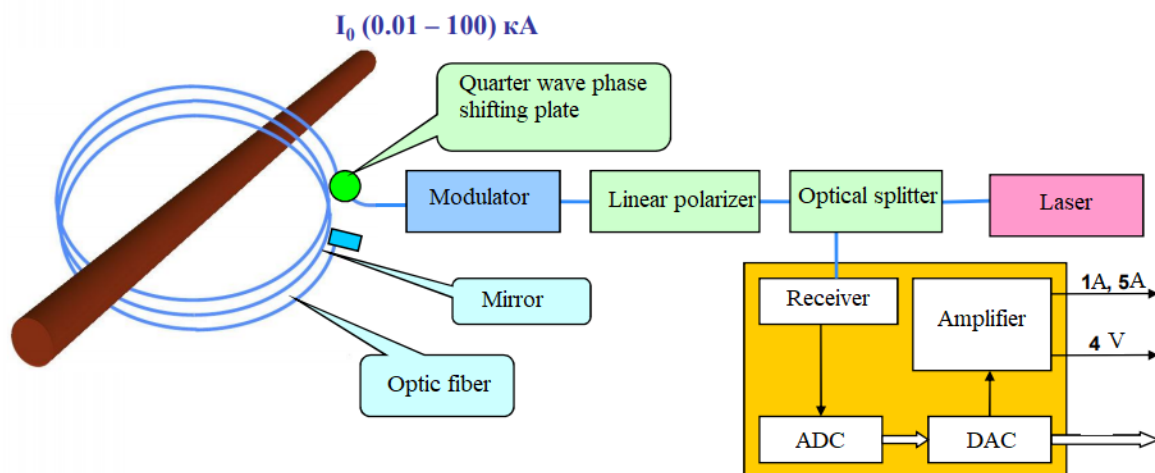 I₀ (0.01 – 100) кА
Quarter wave phase
shifting plate
Modulator
Linear polarizer
Optical splitter
Laser
Mirror
Optic fiber
Receiver
Amplifier
1A, 5A
4 V
ADC
DAC